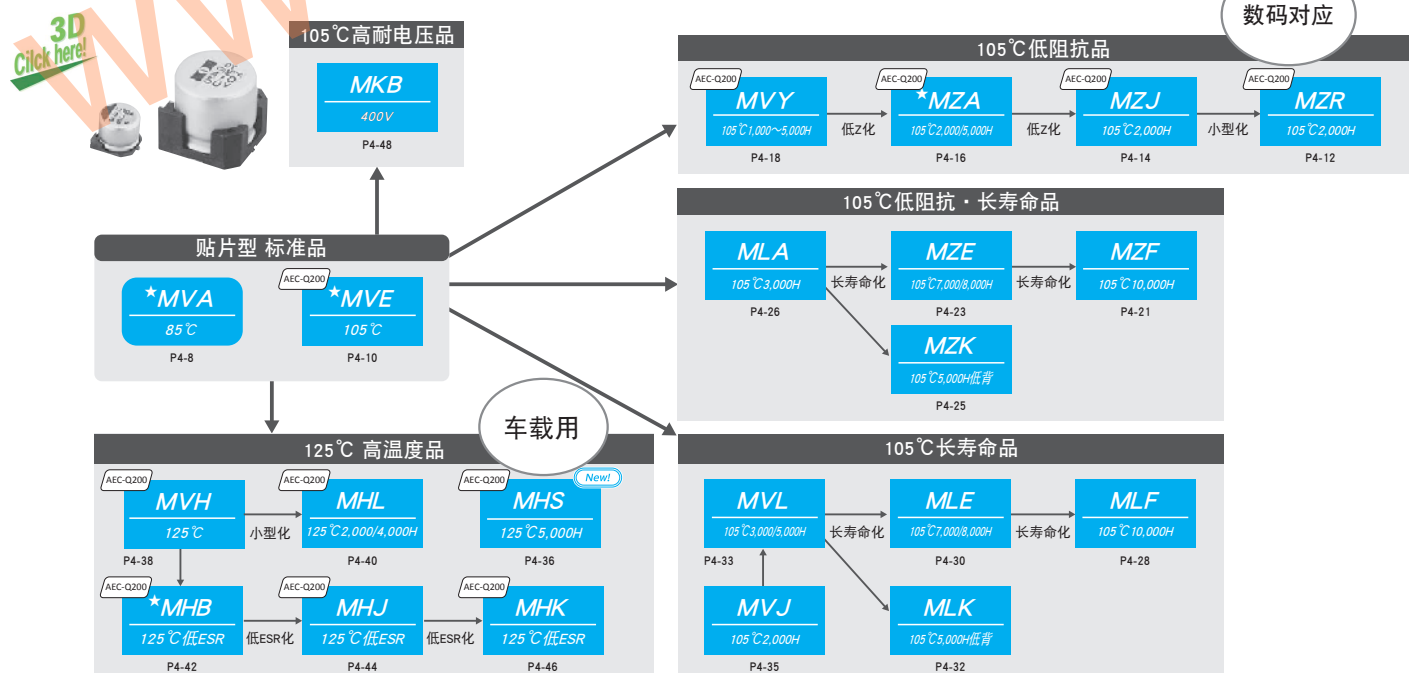 数码对应
3D
Cilck here!
WW
105℃高耐电压品
MKB
400V
P4-48
105℃低阻抗品
AEC-Q200
MVY
105℃1,000～5,000H
P4-18
低Z化
AEC-Q200
★MZA
105℃2,000/5,000H
P4-16
低Z化
AEC-Q200
MZJ
105℃2,000H
P4-14
小型化
AEC-Q200
MZR
105℃2,000H
P4-12
105℃低阻抗・长寿命品
MLA
105℃3,000H
P4-26
长寿命化
MZE
105℃7,000/8,000H
P4-23
长寿命化
MZF
105℃10,000H
P4-21
MZK
105℃5,000H低背
P4-25
贴片型 标准品
★MVA
85℃
P4-8
AEC-Q200
★MVE
105℃
P4-10
车载用
125℃ 高温度品
AEC-Q200
MVH
125℃
P4-38
小型化
AEC-Q200
MHL
125℃2,000/4,000H
P4-40
AEC-Q200
New!
MHS
125℃5,000H
P4-36
AEC-Q200
★MHB
125℃低ESR
P4-42
低ESR化
AEC-Q200
MHJ
125℃低ESR
P4-44
低ESR化
AEC-Q200
MHK
125℃低ESR
P4-46
105℃长寿命品
MVL
105℃3,000/5,000H
P4-33
长寿命化
MLE
105℃7,000/8,000H
P4-30
长寿命化
MLF
105℃10,000H
P4-28
MVJ
105℃2,000H
P4-35
MLK
105℃5,000H低背
P4-32